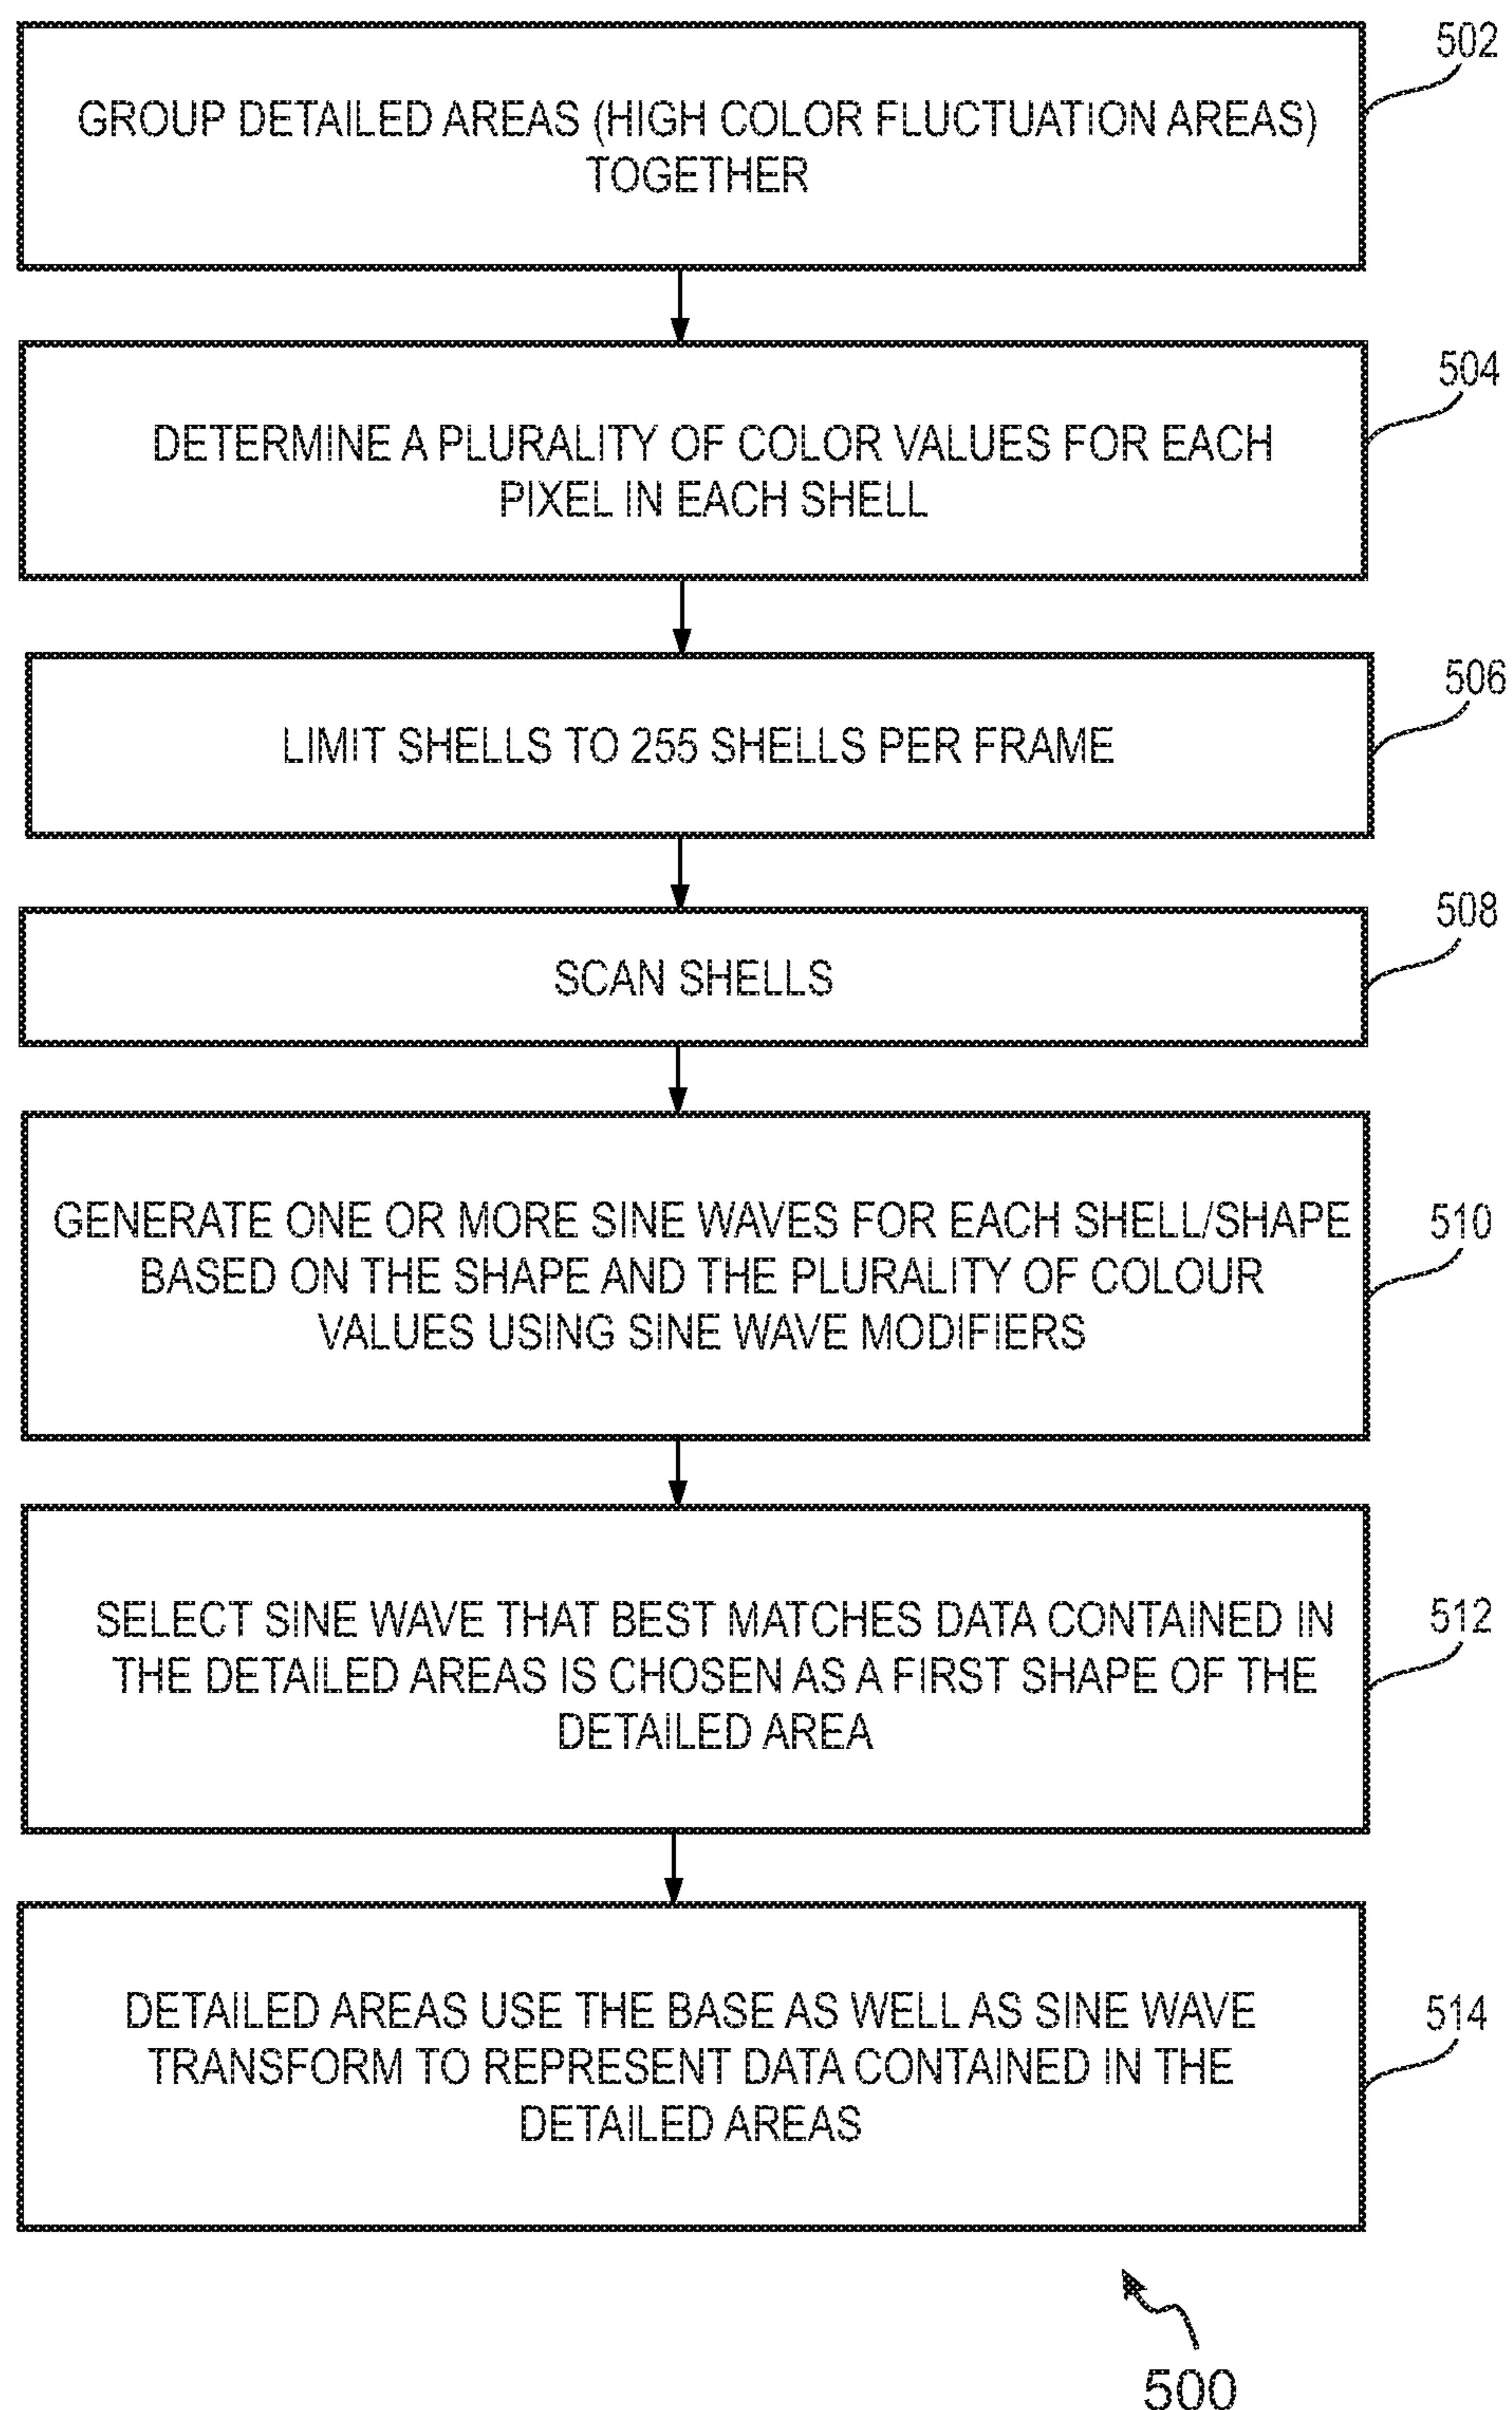 502
GROUP DETAILED AREAS (HIGH COLOR FLUCTUATION AREAS)
TOGETHER
504
DETERMINE A PLURALITY OF COLOR VALUES FOR EACH
PIXEL IN EACH SHELL
506
LIMIT SHELLS TO 255 SHELLS PER FRAME
508
SCAN SHELLS
GENERATE ONE OR MORE SINE WAVES FOR EACH SHELL/SHAPE
510
BASED ON THE SHAPE AND THE PLURALITY OF COLOUR
VALUES USING SINE WAVE MODIFIERS
SELECT SINE WAVE THAT BEST MATCHES DATA CONTAINED IN
512
THE DETAILED AREAS IS CHOSEN AS A FIRST SHAPE OF THE
DETAILED AREA
DETAILED AREAS USE THE BASE AS WELL AS SINE WAVE
514
TRANSFORM TO REPRESENT DATA CONTAINED IN THE
DETAILED AREAS
500